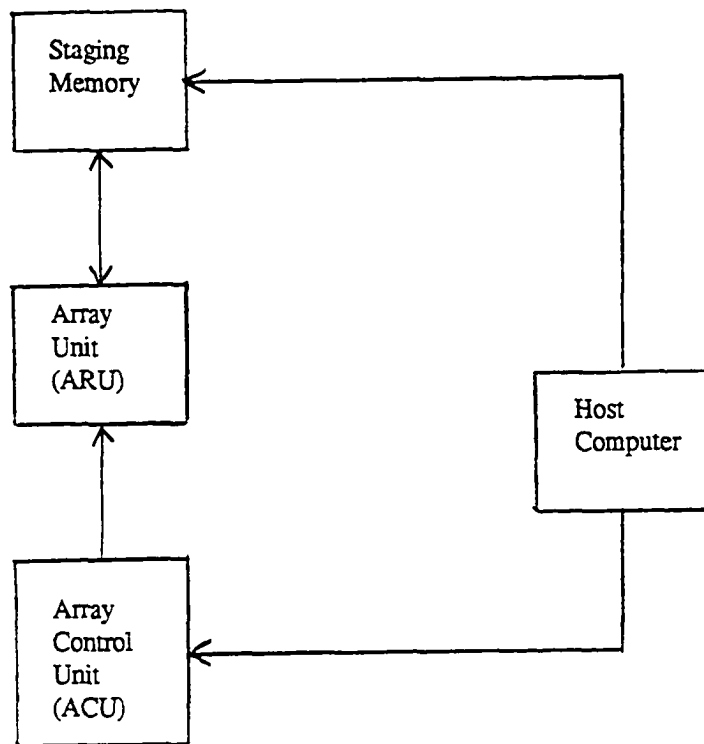 Staging
Memory
Array
Unit
(ARU)
Host
Computer
Array
Control
Unit
(ACU)